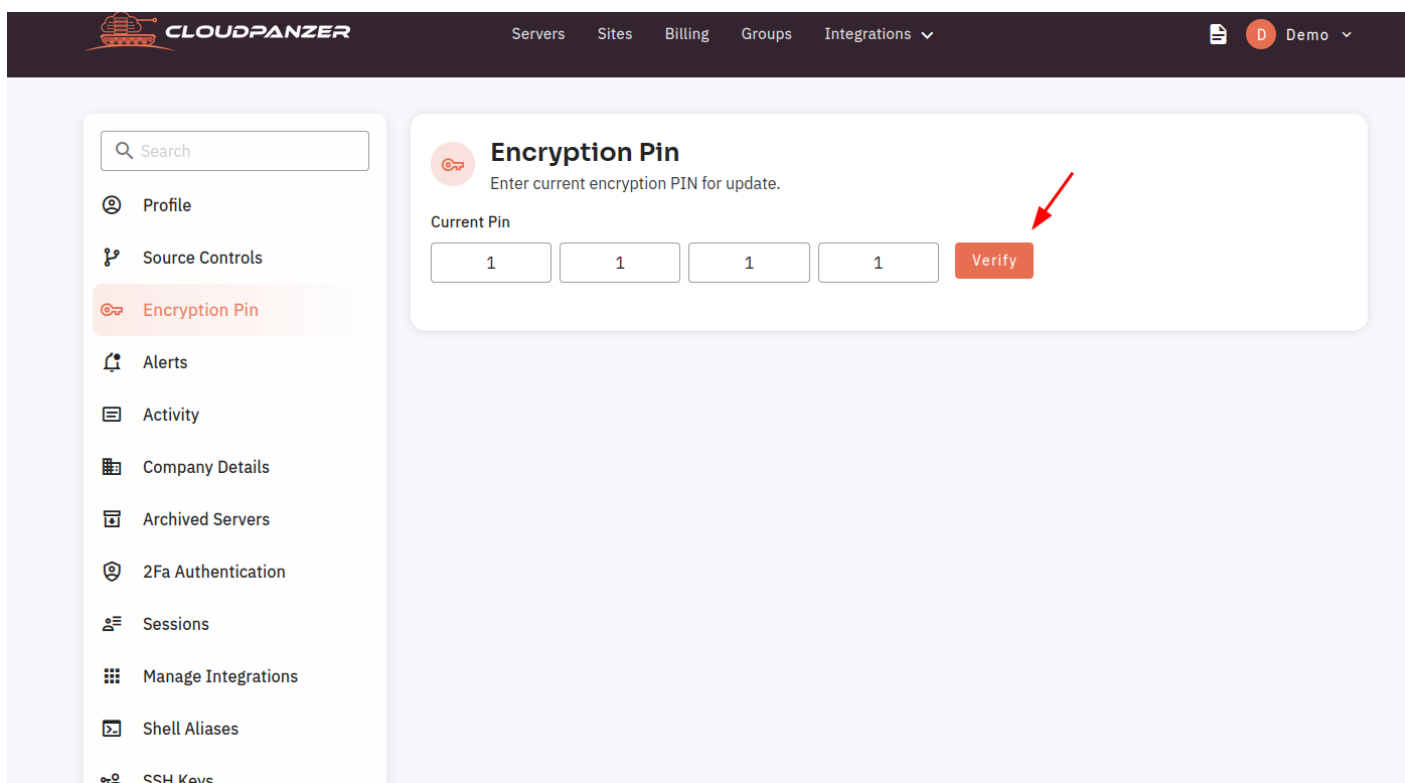 CLOUDPANZER
Servers Sites Billing Groups Integrations
D Demo
Search
Profile
Source Controls
Encryption Pin
Alerts
Activity
Company Details
Archived Servers
2Fa Authentication
Sessions
Manage Integrations
Shell Aliases
SSH Keys
Encryption Pin
Enter current encryption PIN for update.
Current Pin
1 1 1 1 Verify